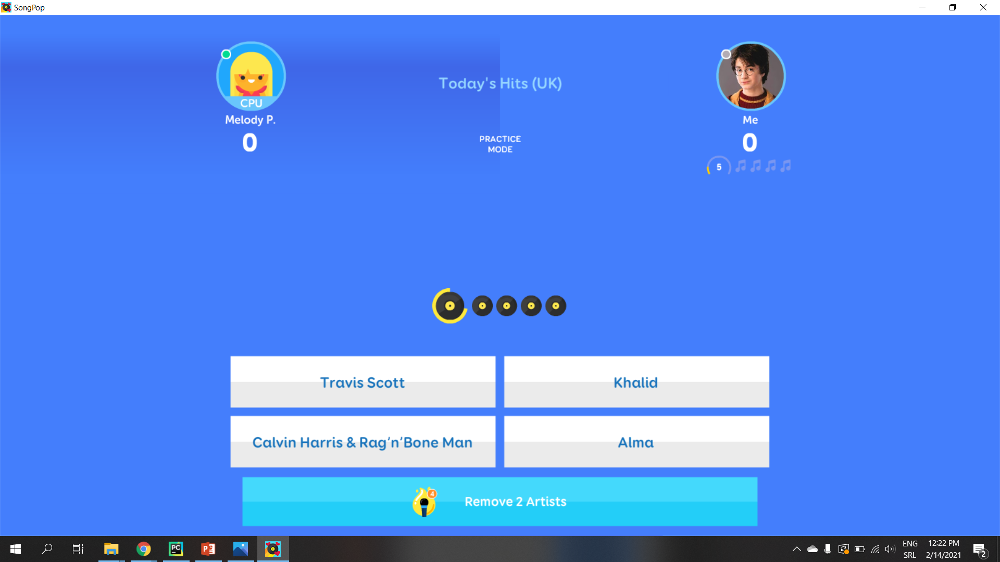 SongPop
CPU
Melody P.
0
Today's Hits (UK)
PRACTICE
MODE
Me
0
5
Travis Scott
Khalid
Calvin Harris & Rag'n'Bone Man
Alma
4
Remove 2 Artists
PC
P
ENG
SRL
12:22 PM
2/14/2021
2